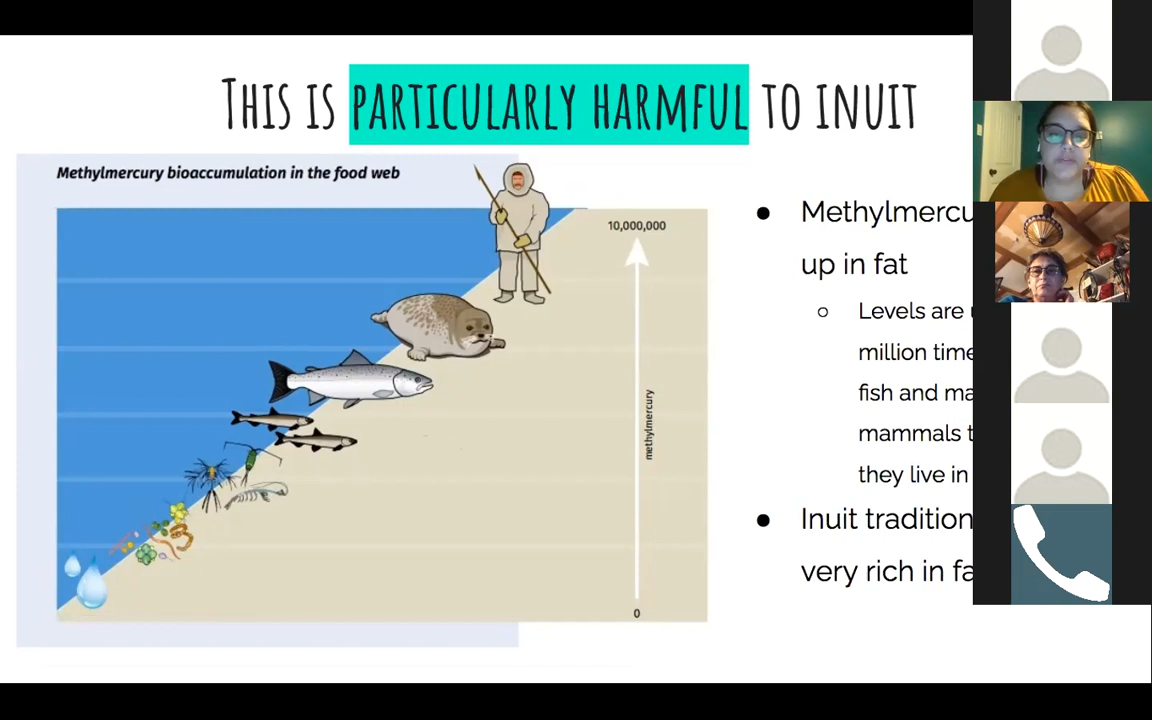 THIS IS PARTICULARLY HARMFUL TO INUIT
Methylmercury bioaccumulation in the food web
10,000,000
methylmercury
0
● Methylmercu
up in fat
○ Levels are
million time
fish and ma
mammals t
they live in
● Inuit tradition
very rich in fa